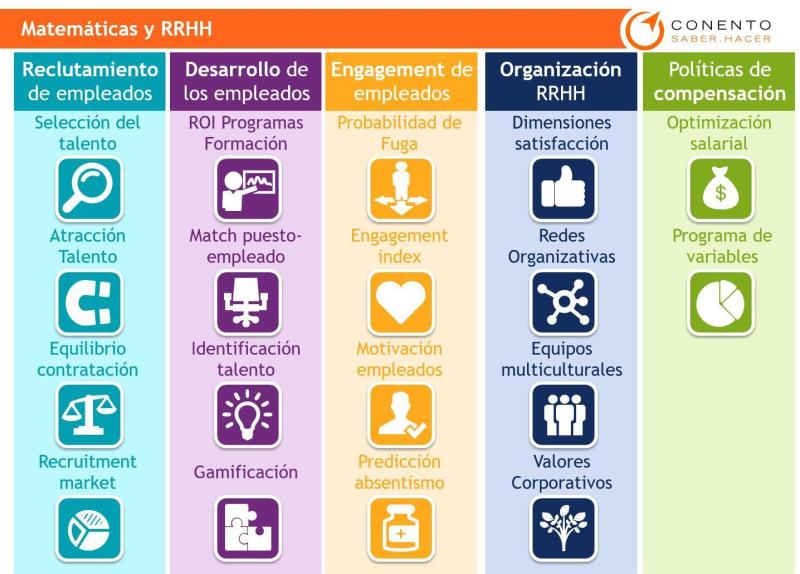 Matemáticas y RRHH
CONENTO
SABER.HACER
Reclutamiento
de empleados
Selección del
talento
Atracción
Talento
Equilibrio
contratación
Recruitment
market
Desarrollo de
los empleados
ROI Programas
Formación
Match puesto-
empleado
Identificación
talento
Gamificación
Engagement de
empleados
Probabilidad de
Fuga
Engagement
index
Motivación
empleados
Predicción
absentismo
Organización
RRHH
Dimensiones
satisfacción
Redes
Organizativas
Equipos
multiculturales
Valores
Corporativos
Políticas de
compensación
Optimización
salarial
$
Programa de
variables